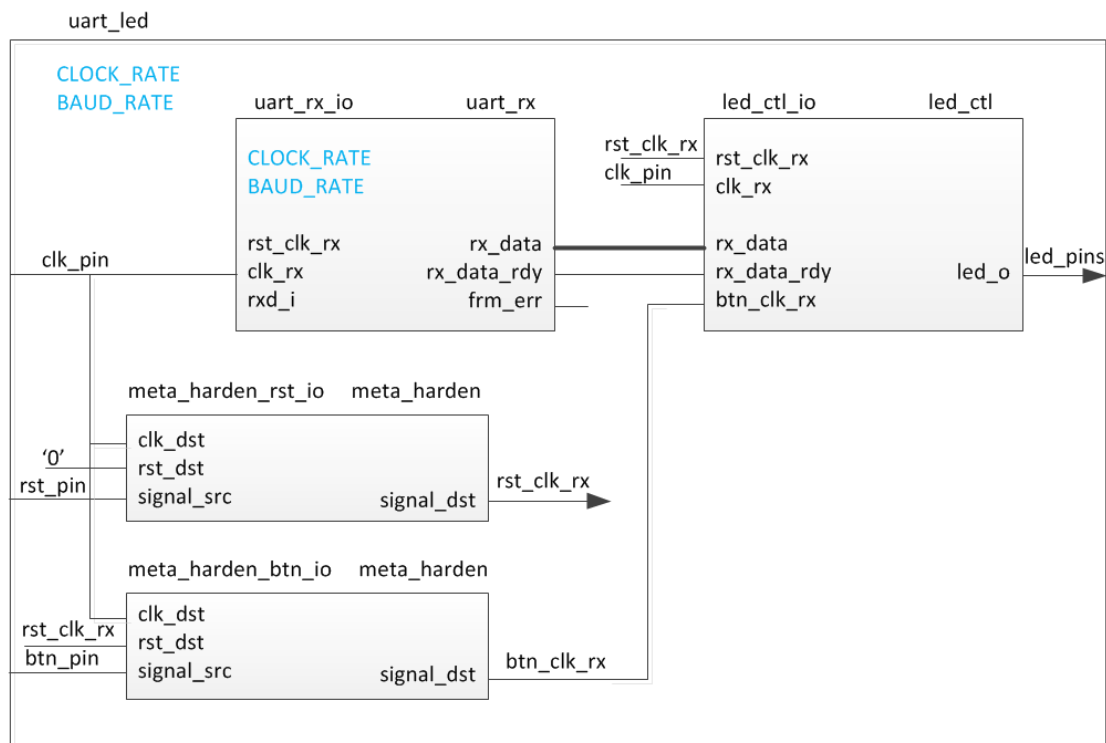 uart_led
CLOCK_RATE
BAUD_RATE
uart_rx_io uart_rx
CLOCK_RATE
BAUD_RATE
rst_clk_rx
clk_rx
rxd_i
rx_data
rx_data_rdy
frm_err
led_ctl_io led_ctl
rst_clk_rx
clk_pin
rst_clk_rx
clk_rx
rx_data
rx_data_rdy
btn_clk_rx
led_o
led_pins
clk_pin
meta_harden_rst_io meta_harden
‘0’
rst_pin
clk_dst
rst_dst
signal_src
signal_dst
rst_clk_rx
meta_harden_btn_io meta_harden
rst_clk_rx
btn_pin
clk_dst
rst_dst
signal_src
signal_dst
btn_clk_rx